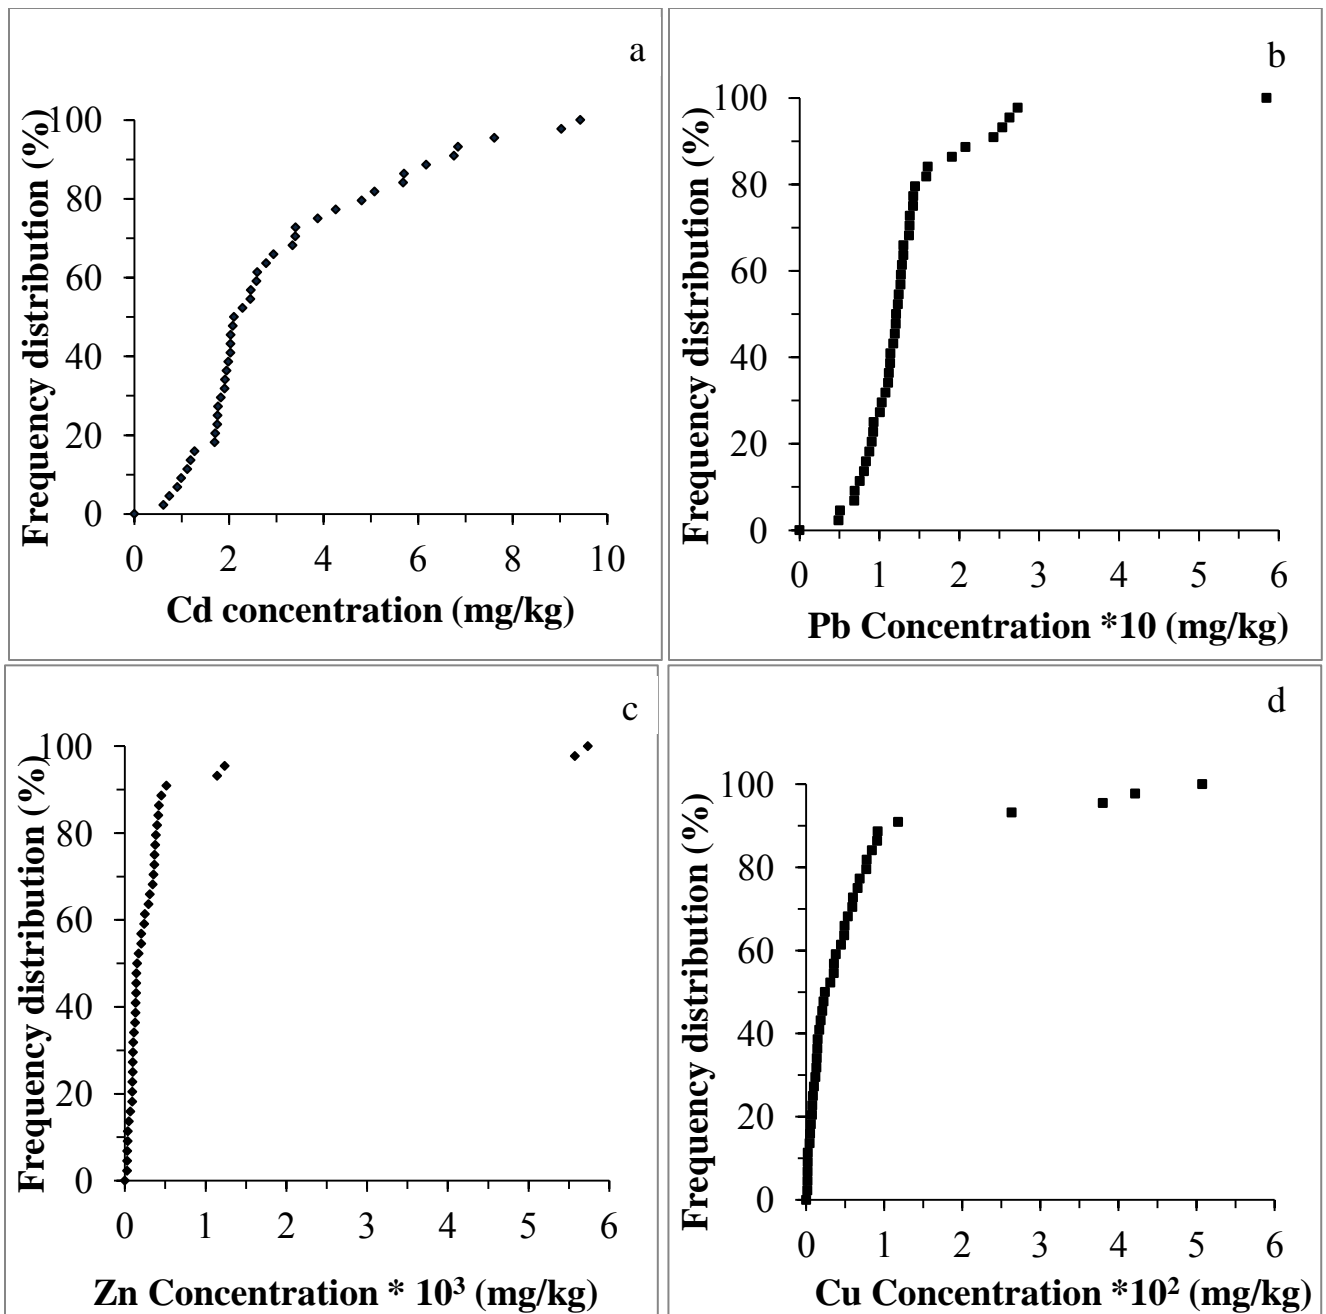 a
Frequency distribution (%)
100
80
60
40
20
0
0 2 4 6 8 10
Cd concentration (mg/kg)
b
Frequency distribution (%)
100
80
60
40
20
0
0 1 2 3 4 5 6
Pb Concentration *10 (mg/kg)
c
Frequency distribution (%)
100
80
60
40
20
0
0 1 2 3 4 5 6
Zn Concentration * 10³ (mg/kg)
d
Frequency distribution (%)
100
80
60
40
20
0
0 1 2 3 4 5 6
Cu Concentration *10² (mg/kg)